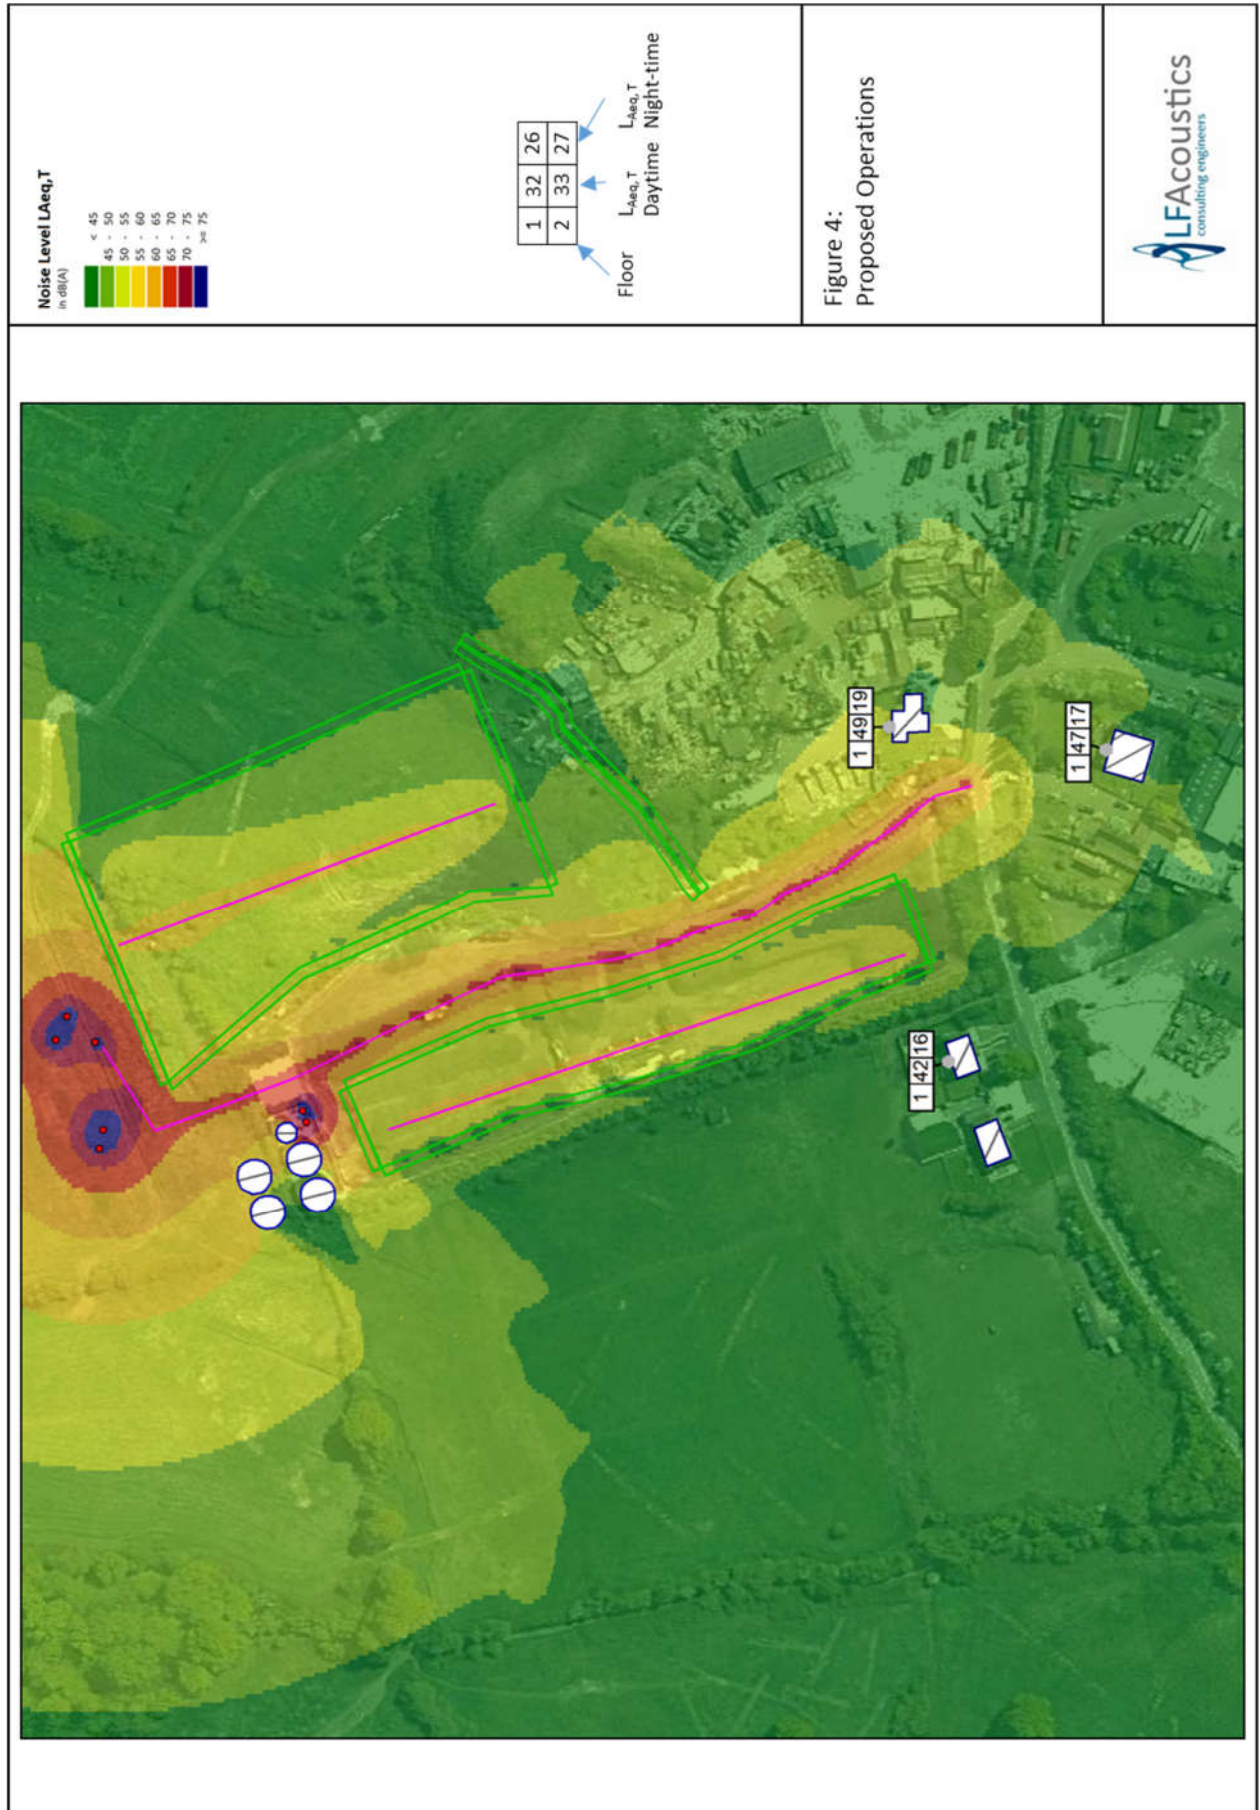 Noise Level LAeq,T
in dB(A)
< 45
45 - 50
50 - 55
55 - 60
60 - 65
65 - 70
70 - 75
>= 75
1 32 26
2 33 27
Floor
LAeq,T
Daytime
LAeq,T
Night-time
Figure 4:
Proposed Operations
LFAcoustics
consulting engineers
1 49 19
1 47 17
1 42 16